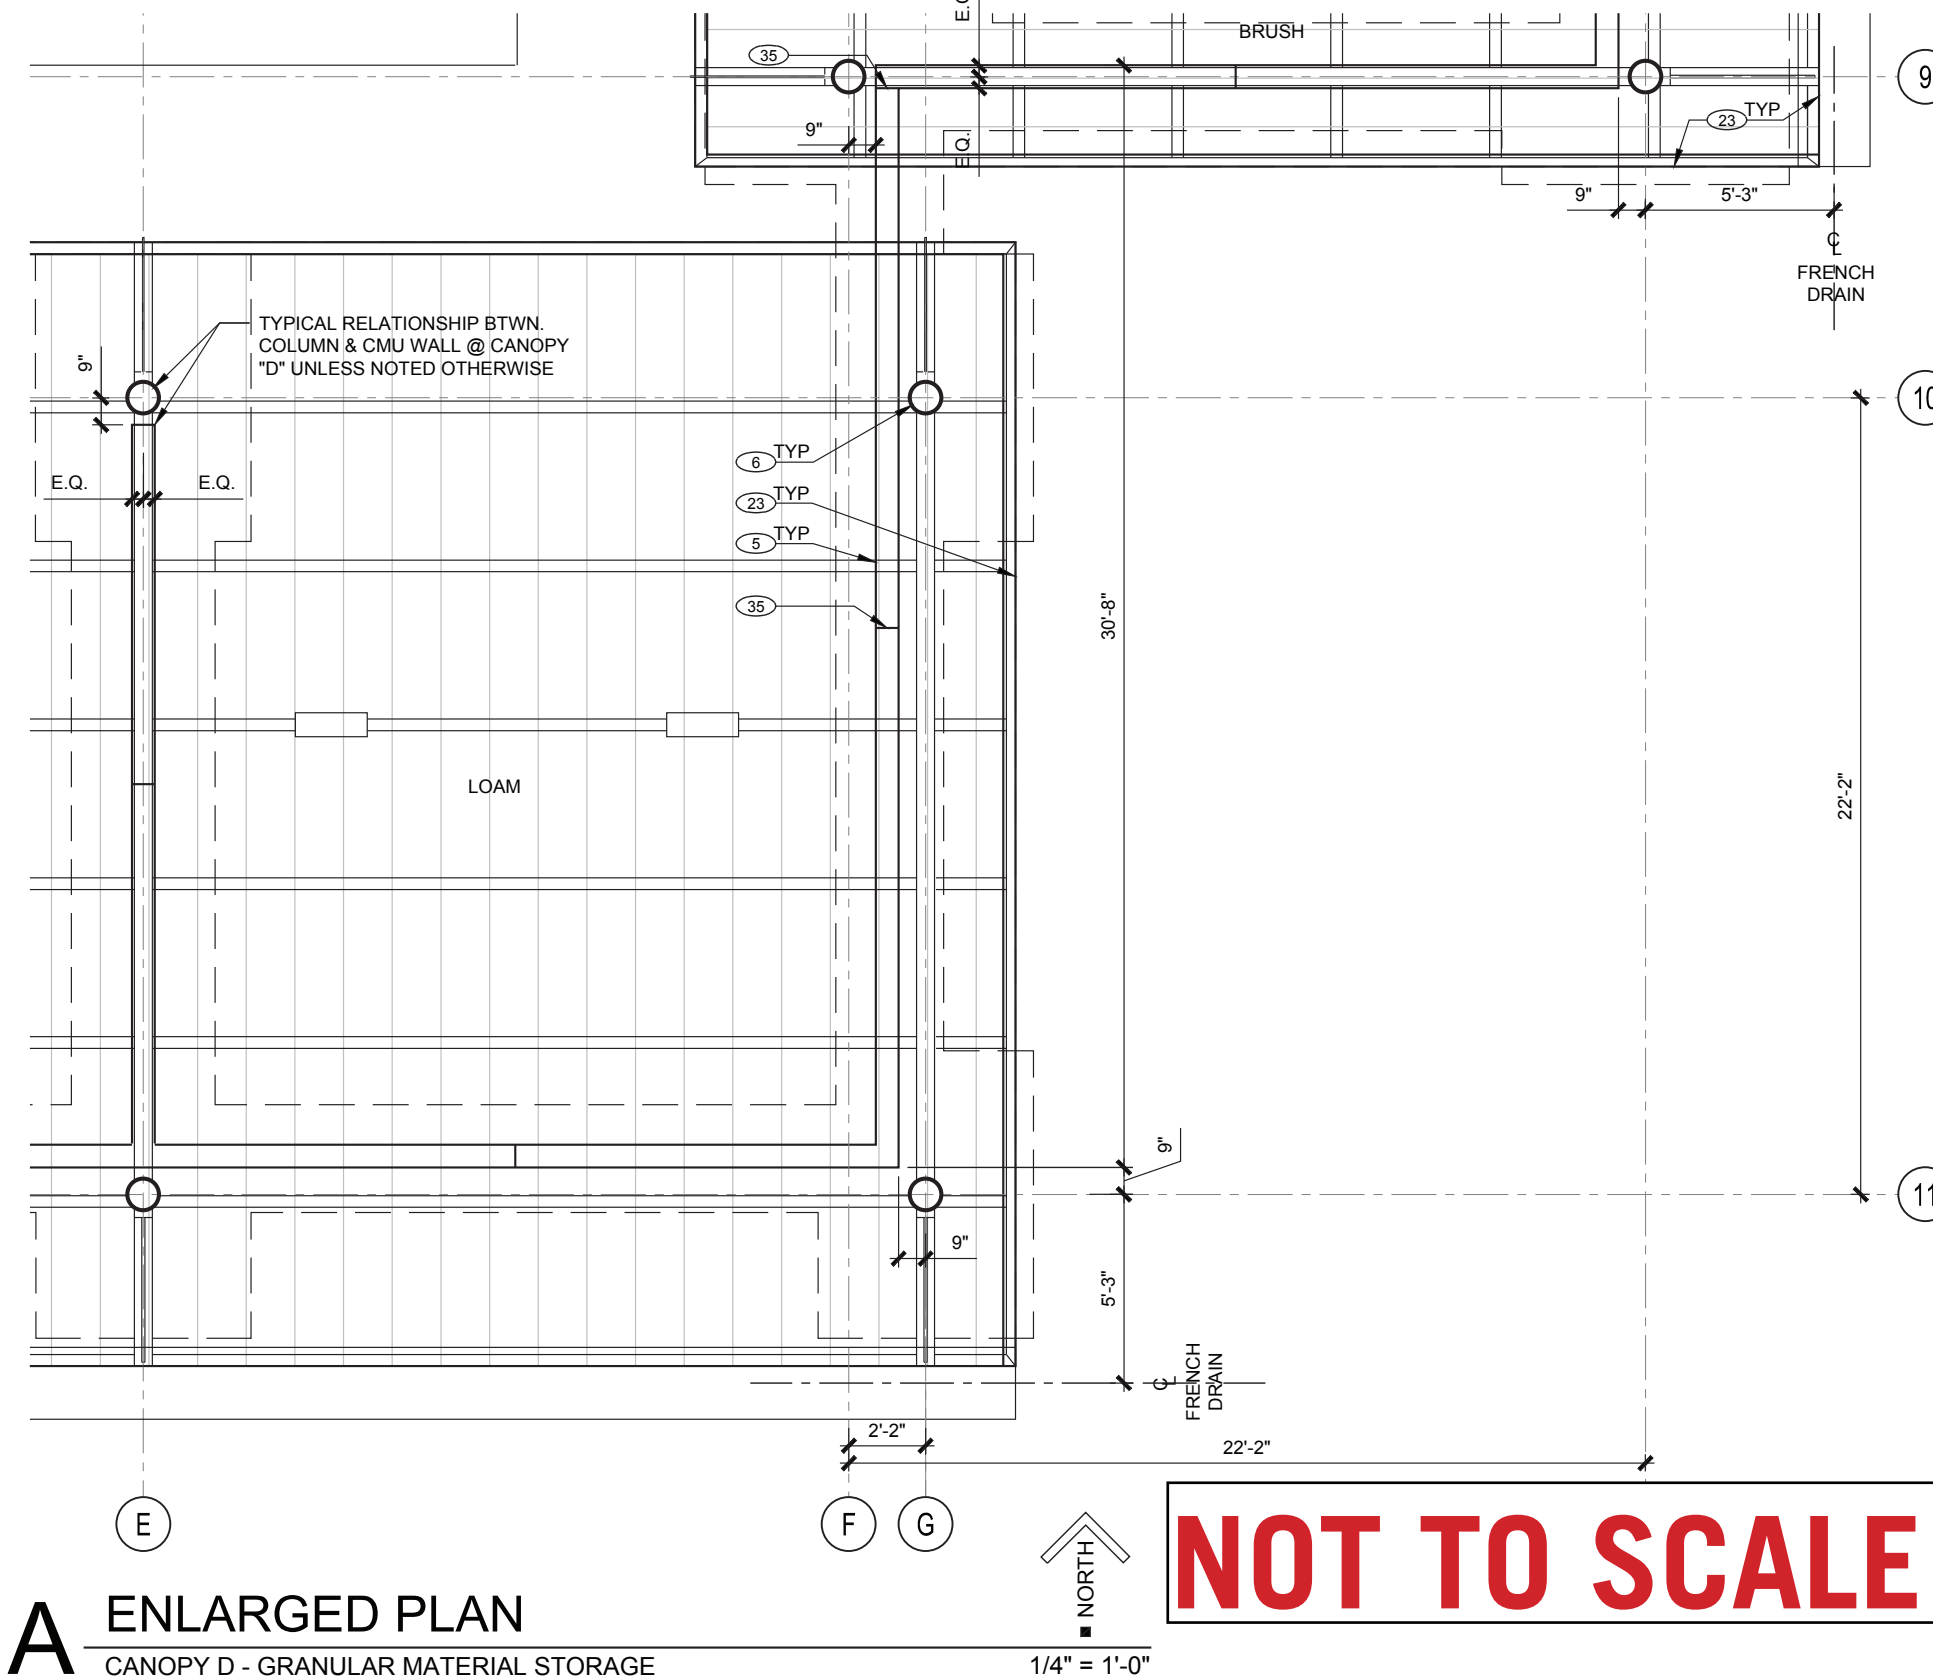 BRUSH
35
9
23 TYP
9"
E.Q.
9"
5'-3"
C
L
FRENCH
DRAIN
TYPICAL RELATIONSHIP BTWN.
COLUMN & CMU WALL @ CANOPY
"D" UNLESS NOTED OTHERWISE
9"
10
6 TYP
E.Q.
E.Q.
23 TYP
5 TYP
35
30'-8"
22'-2"
LOAM
9"
11
9"
5'-3"
C
L
FRENCH
DRAIN
2'-2"
22'-2"
E
F
G
NORTH
NOT TO SCALE
A
ENLARGED PLAN
CANOPY D - GRANULAR MATERIAL STORAGE
1/4" = 1'-0"